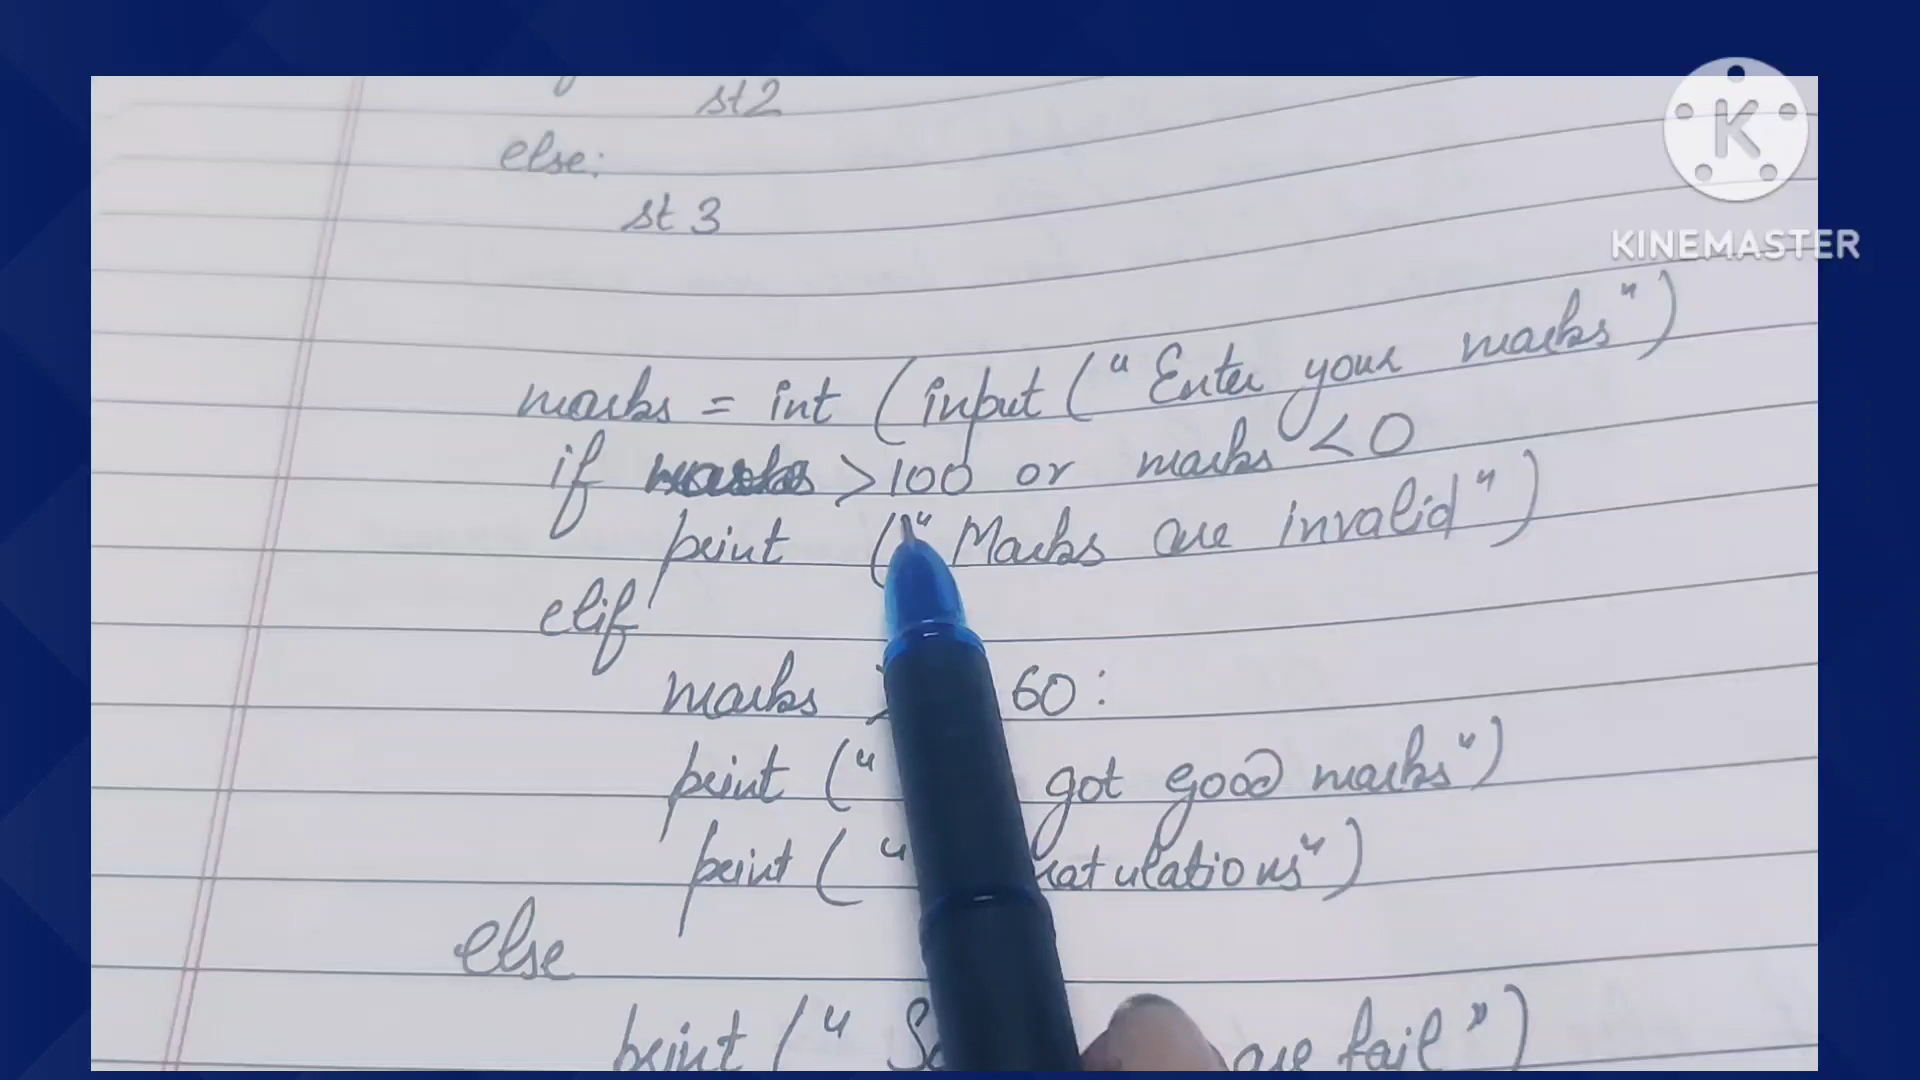 st2
else:
st 3
K
KINEMASTER
marks = int (input ("Enter your marks")
if marks >100 or marks <0
print ("Marks are invalid")
elif
marks 60:
print (" got good marks")
print (" ")
else
print (" are fail")